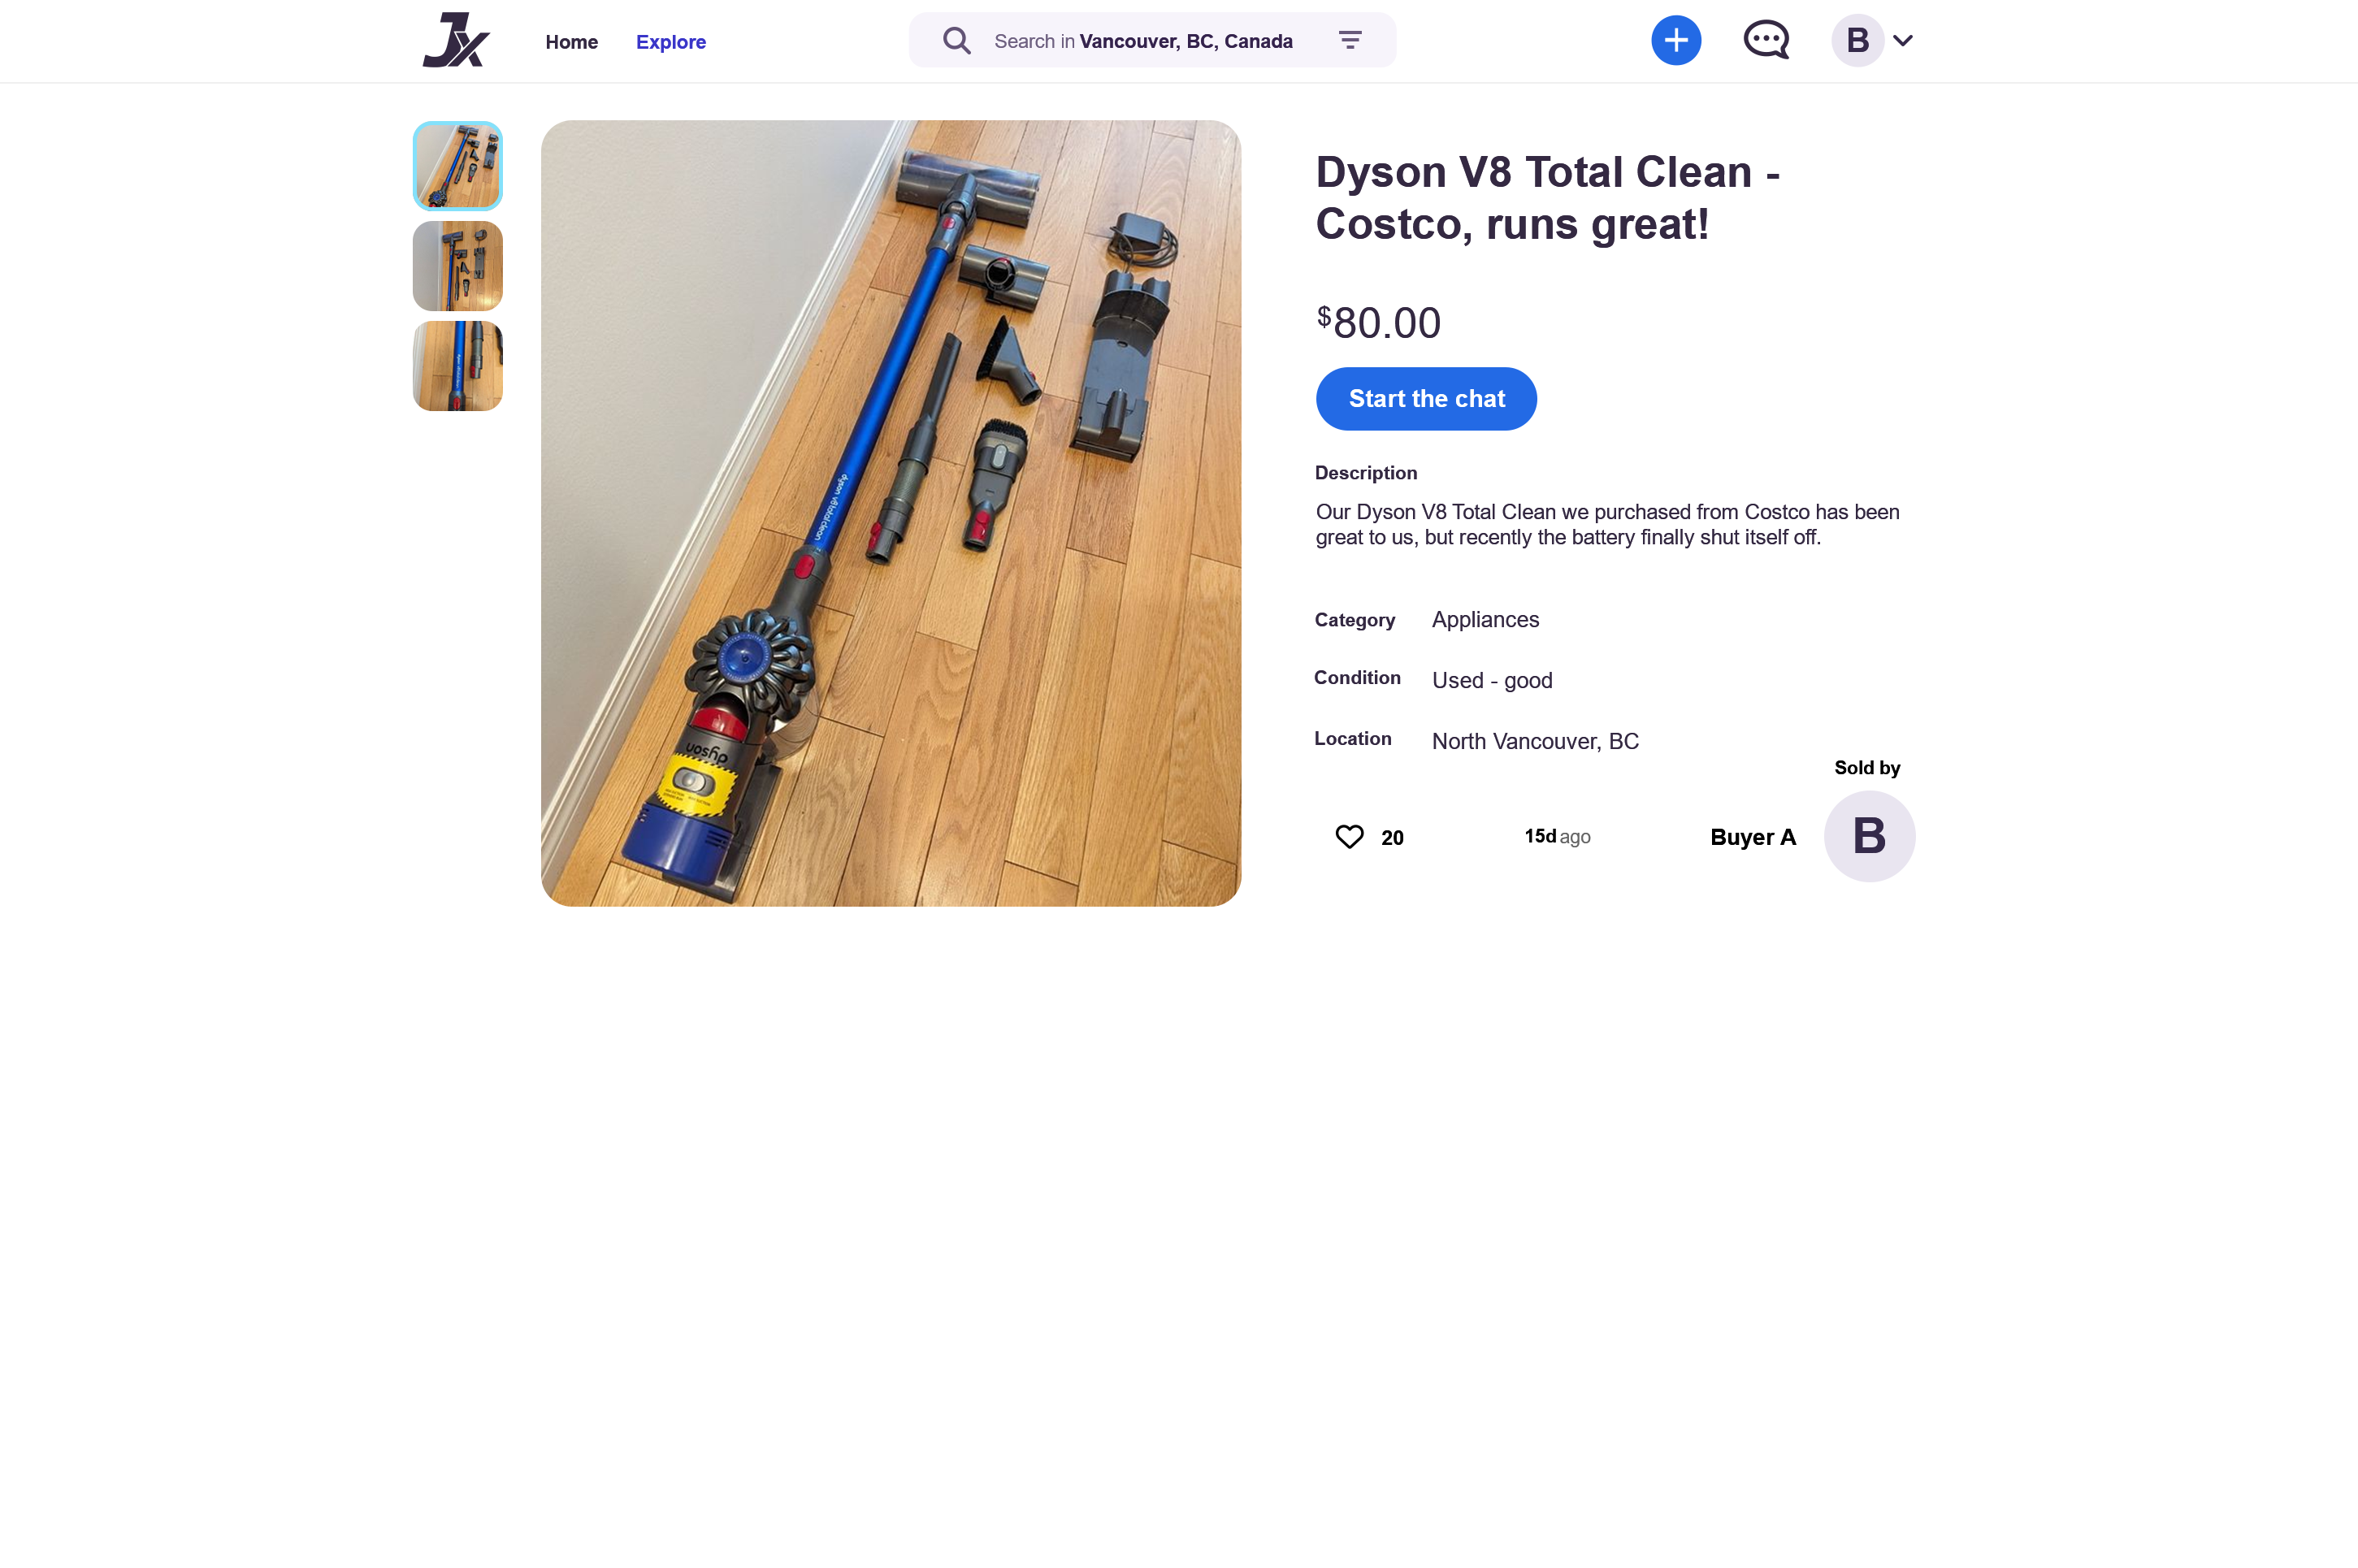 Jx
Home
Explore
Search in Vancouver, BC, Canada
B
Dyson V8 Total Clean -
Costco, runs great!
$80.00
Start the chat
Description
Our Dyson V8 Total Clean we purchased from Costco has been
great to us, but recently the battery finally shut itself off.
Category
Appliances
Condition
Used - good
Location
North Vancouver, BC
Sold by
20
15d ago
Buyer A
B
dyson v8 total clean
dyson